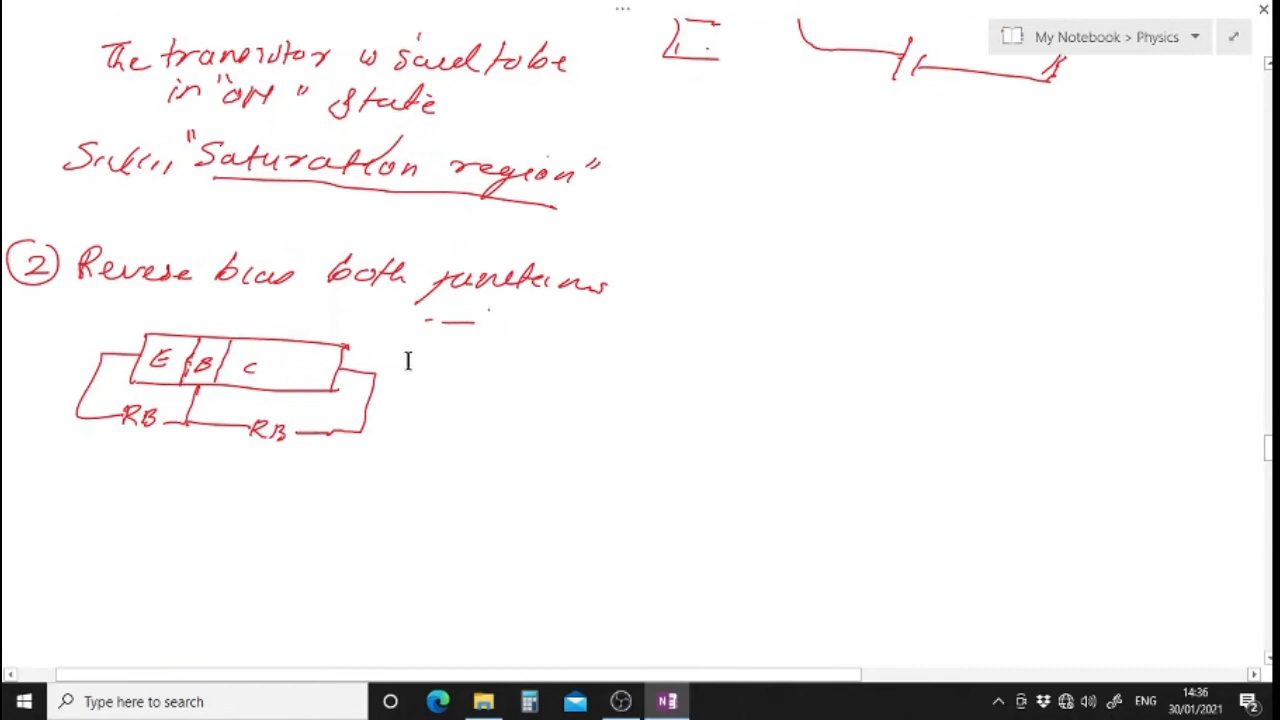 My Notebook > Physics
The transistor is said to be
in "ON" state
"Saturation region"
② Reverse bias both junctions
E B C
RB RB
Type here to search
ENG
14:36
30/01/2021
2